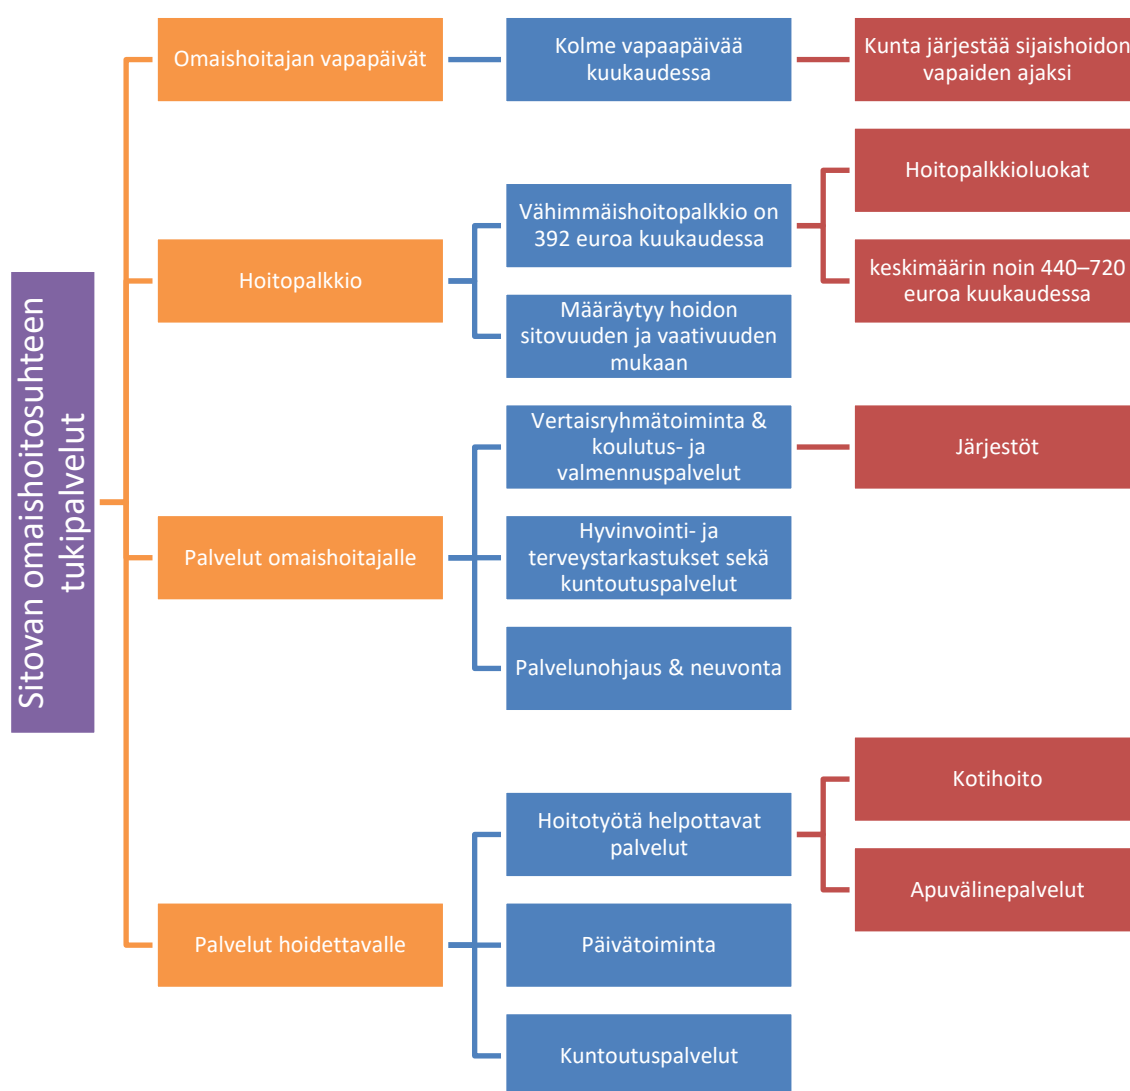 Sitovan omaishoitosuhteen
tukipalvelut
Omaishoitajan vapapäivät
Kolme vapaapäivää
kuukaudessa
Kunta järjestää sijaishoidon
vapaiden ajaksi
Hoitopalkkio
Vähimmäishoitopalkkio on
392 euroa kuukaudessa
Hoitopalkkioluokat
keskimäärin noin 440–720
euroa kuukaudessa
Määräytyy hoidon
sitovuuden ja vaativuuden
mukaan
Palvelut omaishoitajalle
Vertaisryhmätoiminta &
koulutus- ja
valmennuspalvelut
Järjestöt
Hyvinvointi- ja
terveystarkastukset sekä
kuntoutuspalvelut
Palvelunohjaus & neuvonta
Palvelut hoidettavalle
Hoitotyötä helpottavat
palvelut
Kotihoito
Apuvälinepalvelut
Päivätoiminta
Kuntoutuspalvelut